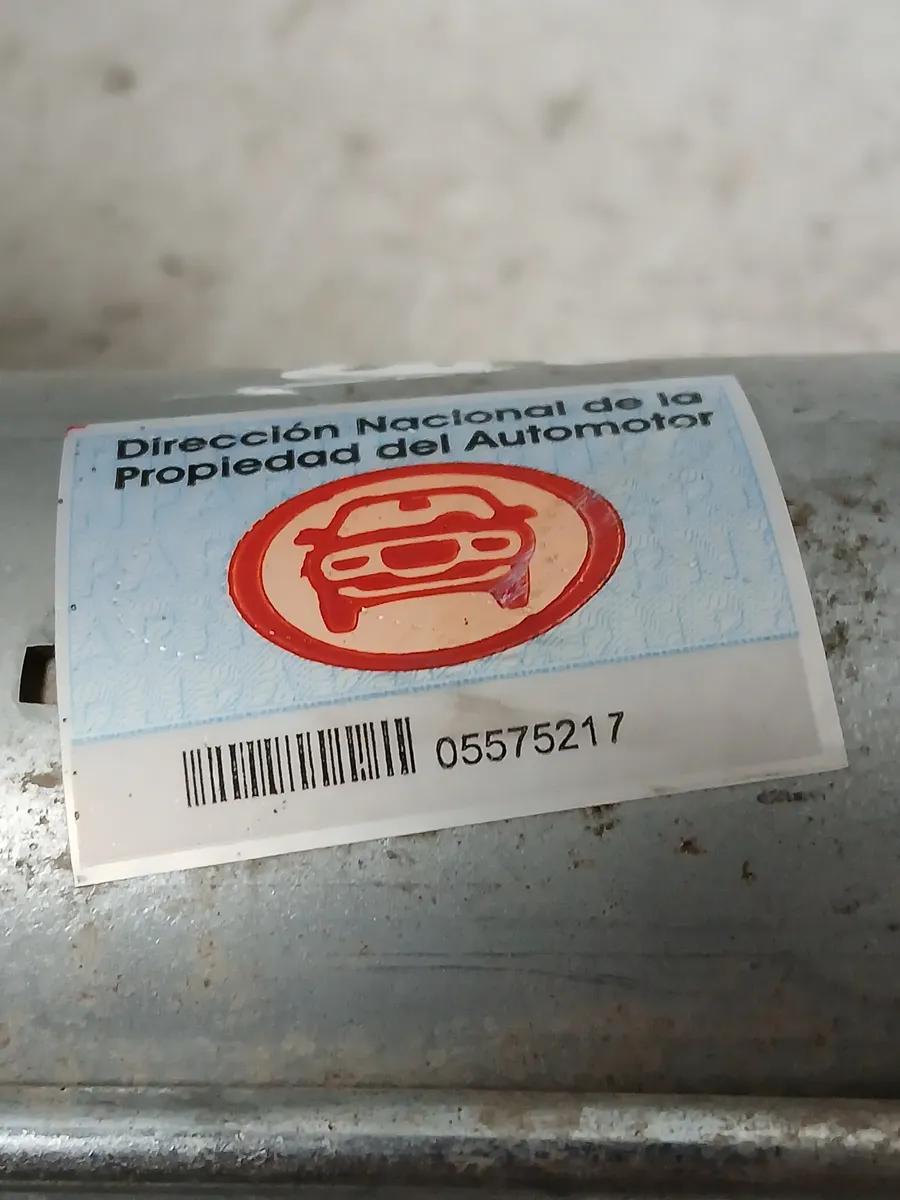 Dirección Nacional de la
Propiedad del Automotor
05575217